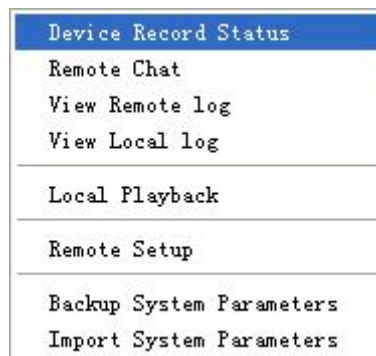 Device Record Status
Remote Chat
View Remote log
View Local log
Local Playback
Remote Setup
Backup System Parameters
Import System Parameters